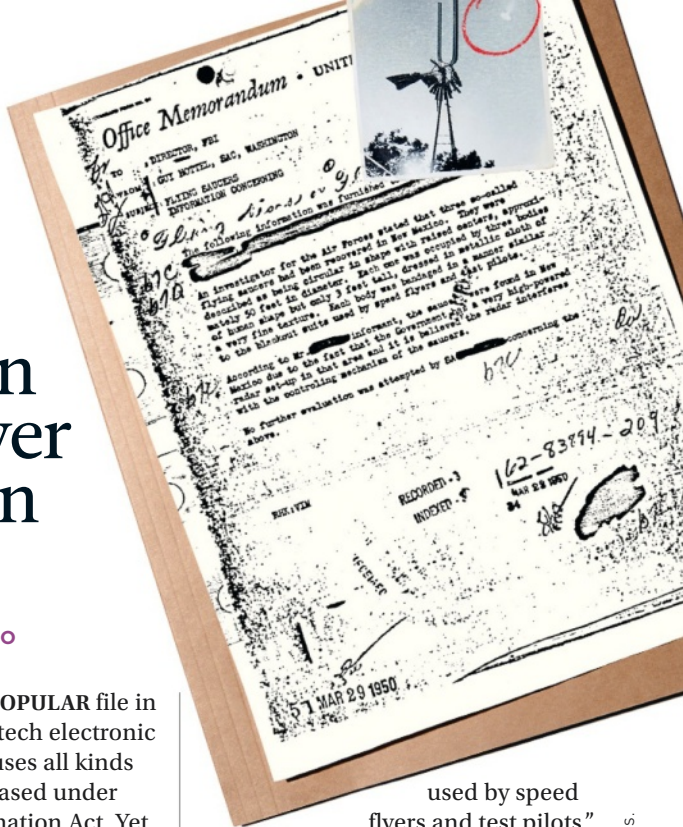 Office Memorandum • UNIT
TO : DIRECTOR, FBI
FROM : GUY HOTTEL, SAC, WASHINGTON
SUBJECT: FLYING SAUCERS
INFORMATION CONCERNING
The following information was furnished
An investigator for the Air Forces stated that three so-called
flying saucers had been recovered in New Mexico. They were
described as being circular in shape with raised centers, approxi-
mately 50 feet in diameter. Each one was occupied by three bodies
of human shape but only 3 feet tall, dressed in metallic cloth of
a very fine texture. Each body was bandaged in a manner similar
to the blackout suits used by speed flyers and test pilots.
According to Mr. informant, the saucers were found in New
Mexico due to the fact that the Government has a very high-powered
radar set-up in that area and it is believed the radar interferes
with the controling mechanism of the saucers.
No further evaluation was attempted by SA concerning the
above.
RHK:VIM
RECORDED - 3
INDEXED -
162-83894-209
MAR 28 1950
b7C
51 MAR 29 1950
n
ver
n
o
OPULAR file in
tech electronic
uses all kinds
ased under
mation Act. Yet
used by speed
flyers and test pilots."
s.